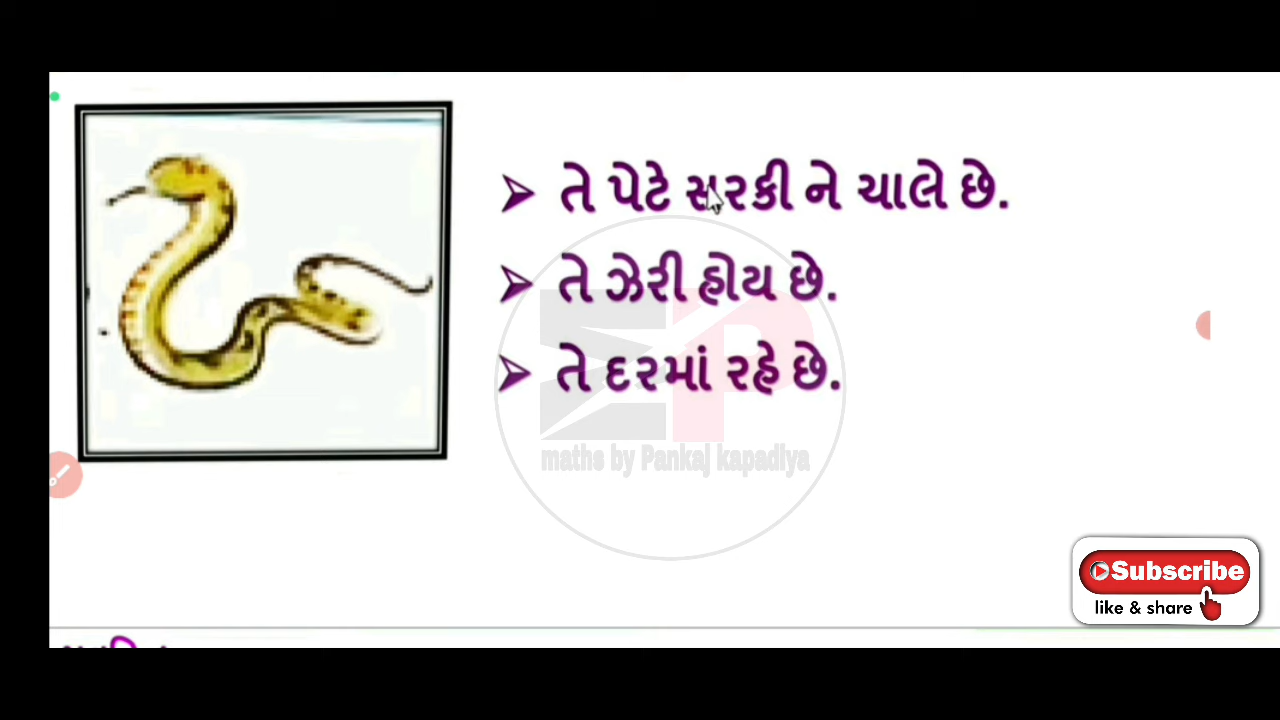 ➢ તે પેટે સરકી ને ચાલે છે.
➢ તે ઝેરી હોય છે.
➢ તે દરમાં રહે છે.
maths by Pankaj kapadiya
Subscribe
like & share